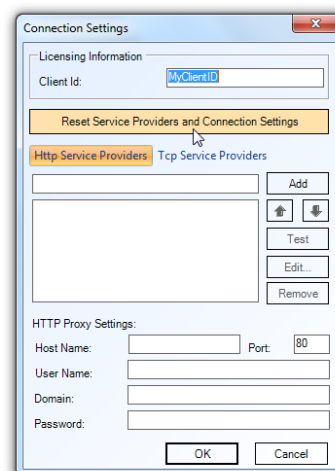 Connection Settings
Licensing Information
Client Id: MyClientID
Reset Service Providers and Connection Settings
Http Service Providers Tcp Service Providers
Add
Test
Edit...
Remove
HTTP Proxy Settings:
Host Name: Port: 80
User Name:
Domain:
Password:
OK Cancel